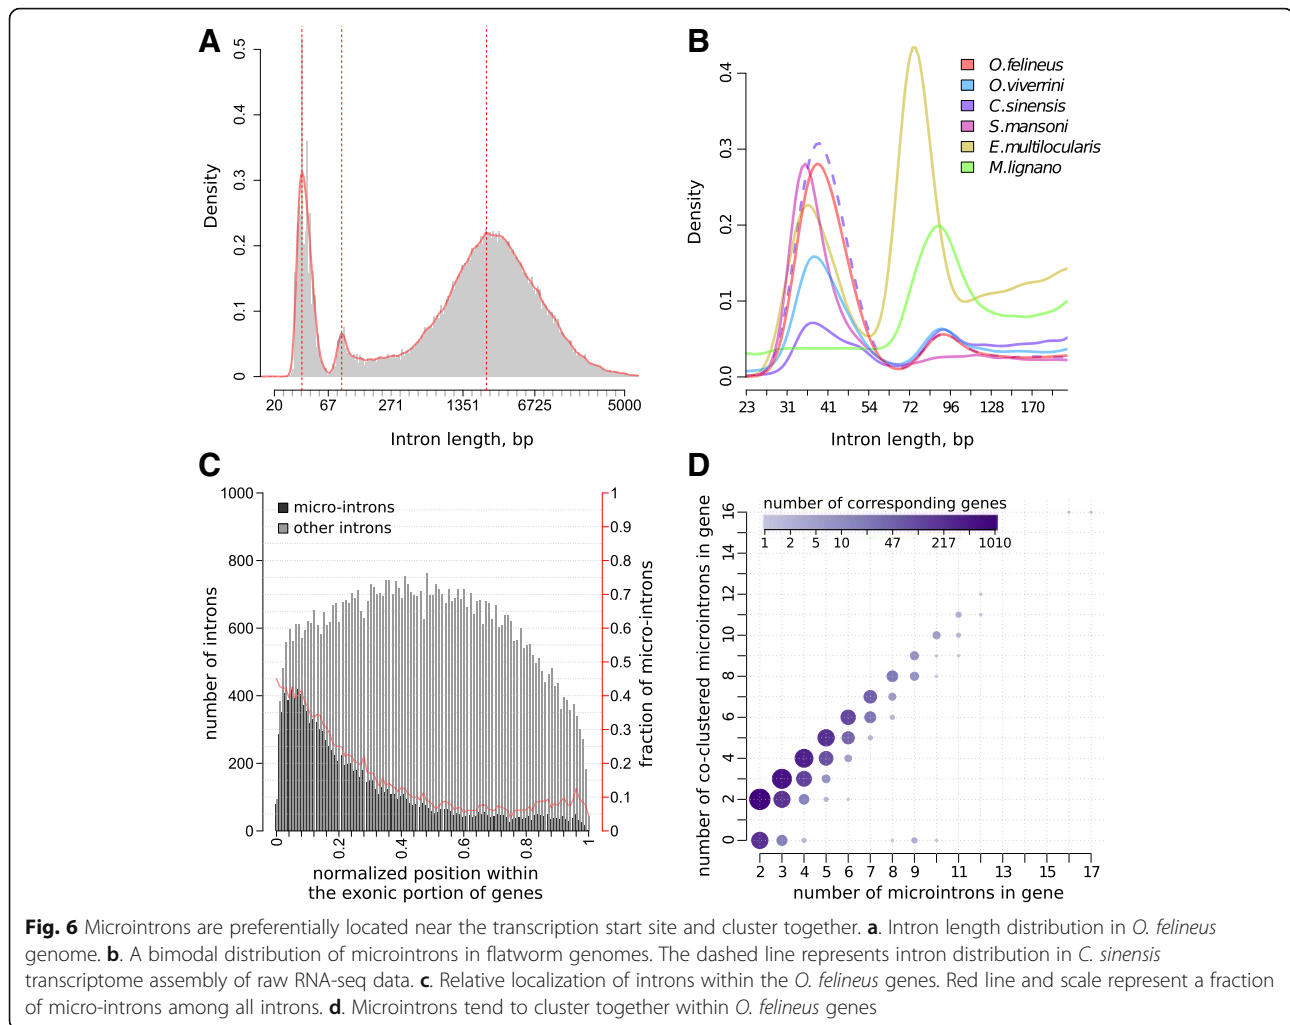 A
0.5
0.4
0.3
0.2
0.1
0
Density
20 67 271 1351 6725 5000
Intron length, bp
B
0.4
0.3
0.2
0.1
0.0
Density
O.felineus
O.viverrini
C.sinensis
S.mansoni
E.multilocularis
M.lignano
23 31 41 54 72 96 128 170
Intron length, bp
C
1000
800
600
400
200
0
number of introns
micro-introns
other introns
1
0.9
0.8
0.7
0.6
0.5
0.4
0.3
0.2
0.1
0
fraction of micro-introns
0 0.2 0.4 0.6 0.8 1
normalized position within
the exonic portion of genes
D
number of corresponding genes
1 2 5 10 47 217 1010
16
14
12
10
8
6
4
2
0
number of co-clustered microintrons in gene
2 3 4 5 6 7 8 9 11 13 15 17
number of microintrons in gene
Fig. 6 Microintrons are preferentially located near the transcription start site and cluster together. a. Intron length distribution in O. felineus
genome. b. A bimodal distribution of microintrons in flatworm genomes. The dashed line represents intron distribution in C. sinensis
transcriptome assembly of raw RNA-seq data. c. Relative localization of introns within the O. felineus genes. Red line and scale represent a fraction
of micro-introns among all introns. d. Microintrons tend to cluster together within O. felineus genes